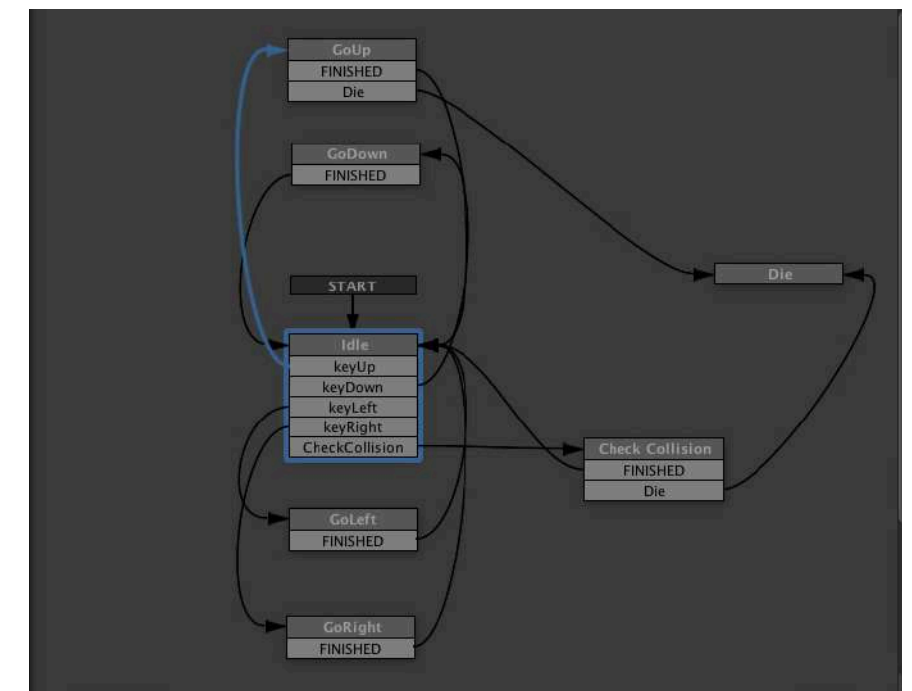 GoUp
FINISHED
Die
GoDown
FINISHED
Die
START
Idle
keyUp
keyDown
keyLeft
keyRight
CheckCollision
Check Collision
FINISHED
Die
GoLeft
FINISHED
GoRight
FINISHED